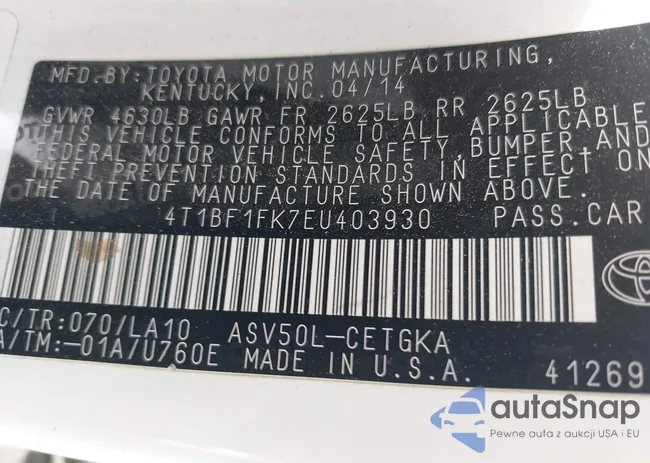 MFD. BY: TOYOTA MOTOR MANUFACTURING,
KENTUCKY, INC. 04/14
GVWR 4630LB GAWR FR 2625LB RR 2625LB
THIS VEHICLE CONFORMS TO ALL APPLICABLE
FEDERAL MOTOR VEHICLE SAFETY, BUMPER, AND
THEFT PREVENTION STANDARDS IN EFFECT ON
THE DATE OF MANUFACTURE SHOWN ABOVE.
4T1BF1FK7EU403930 PASS. CAR
C/TR: 070/LA10 ASV50L-CETGKA
A/TM: -01A/U760E MADE IN U.S.A. 41269
autaSnap
Pewne auta z aukcji USA i EU